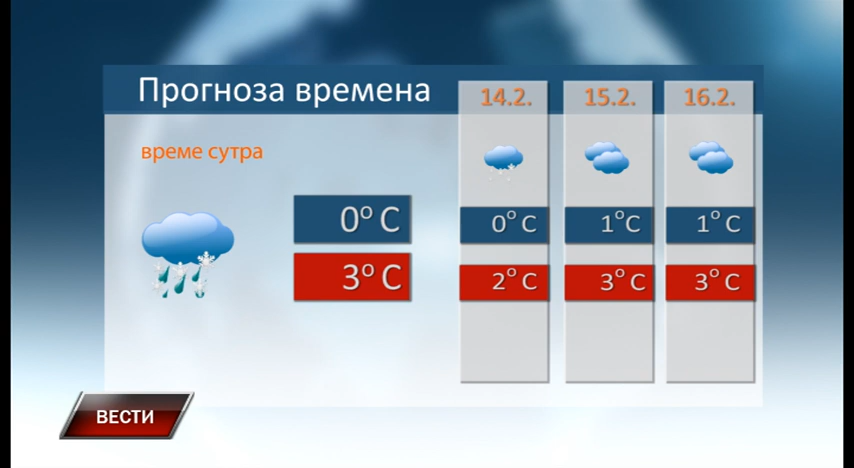 Прогноза времена
време сутра
0° C
3° C
14.2. 15.2. 16.2.
0° C 1°C 1° C
2° C 3° C 3° C
ВЕСТИ